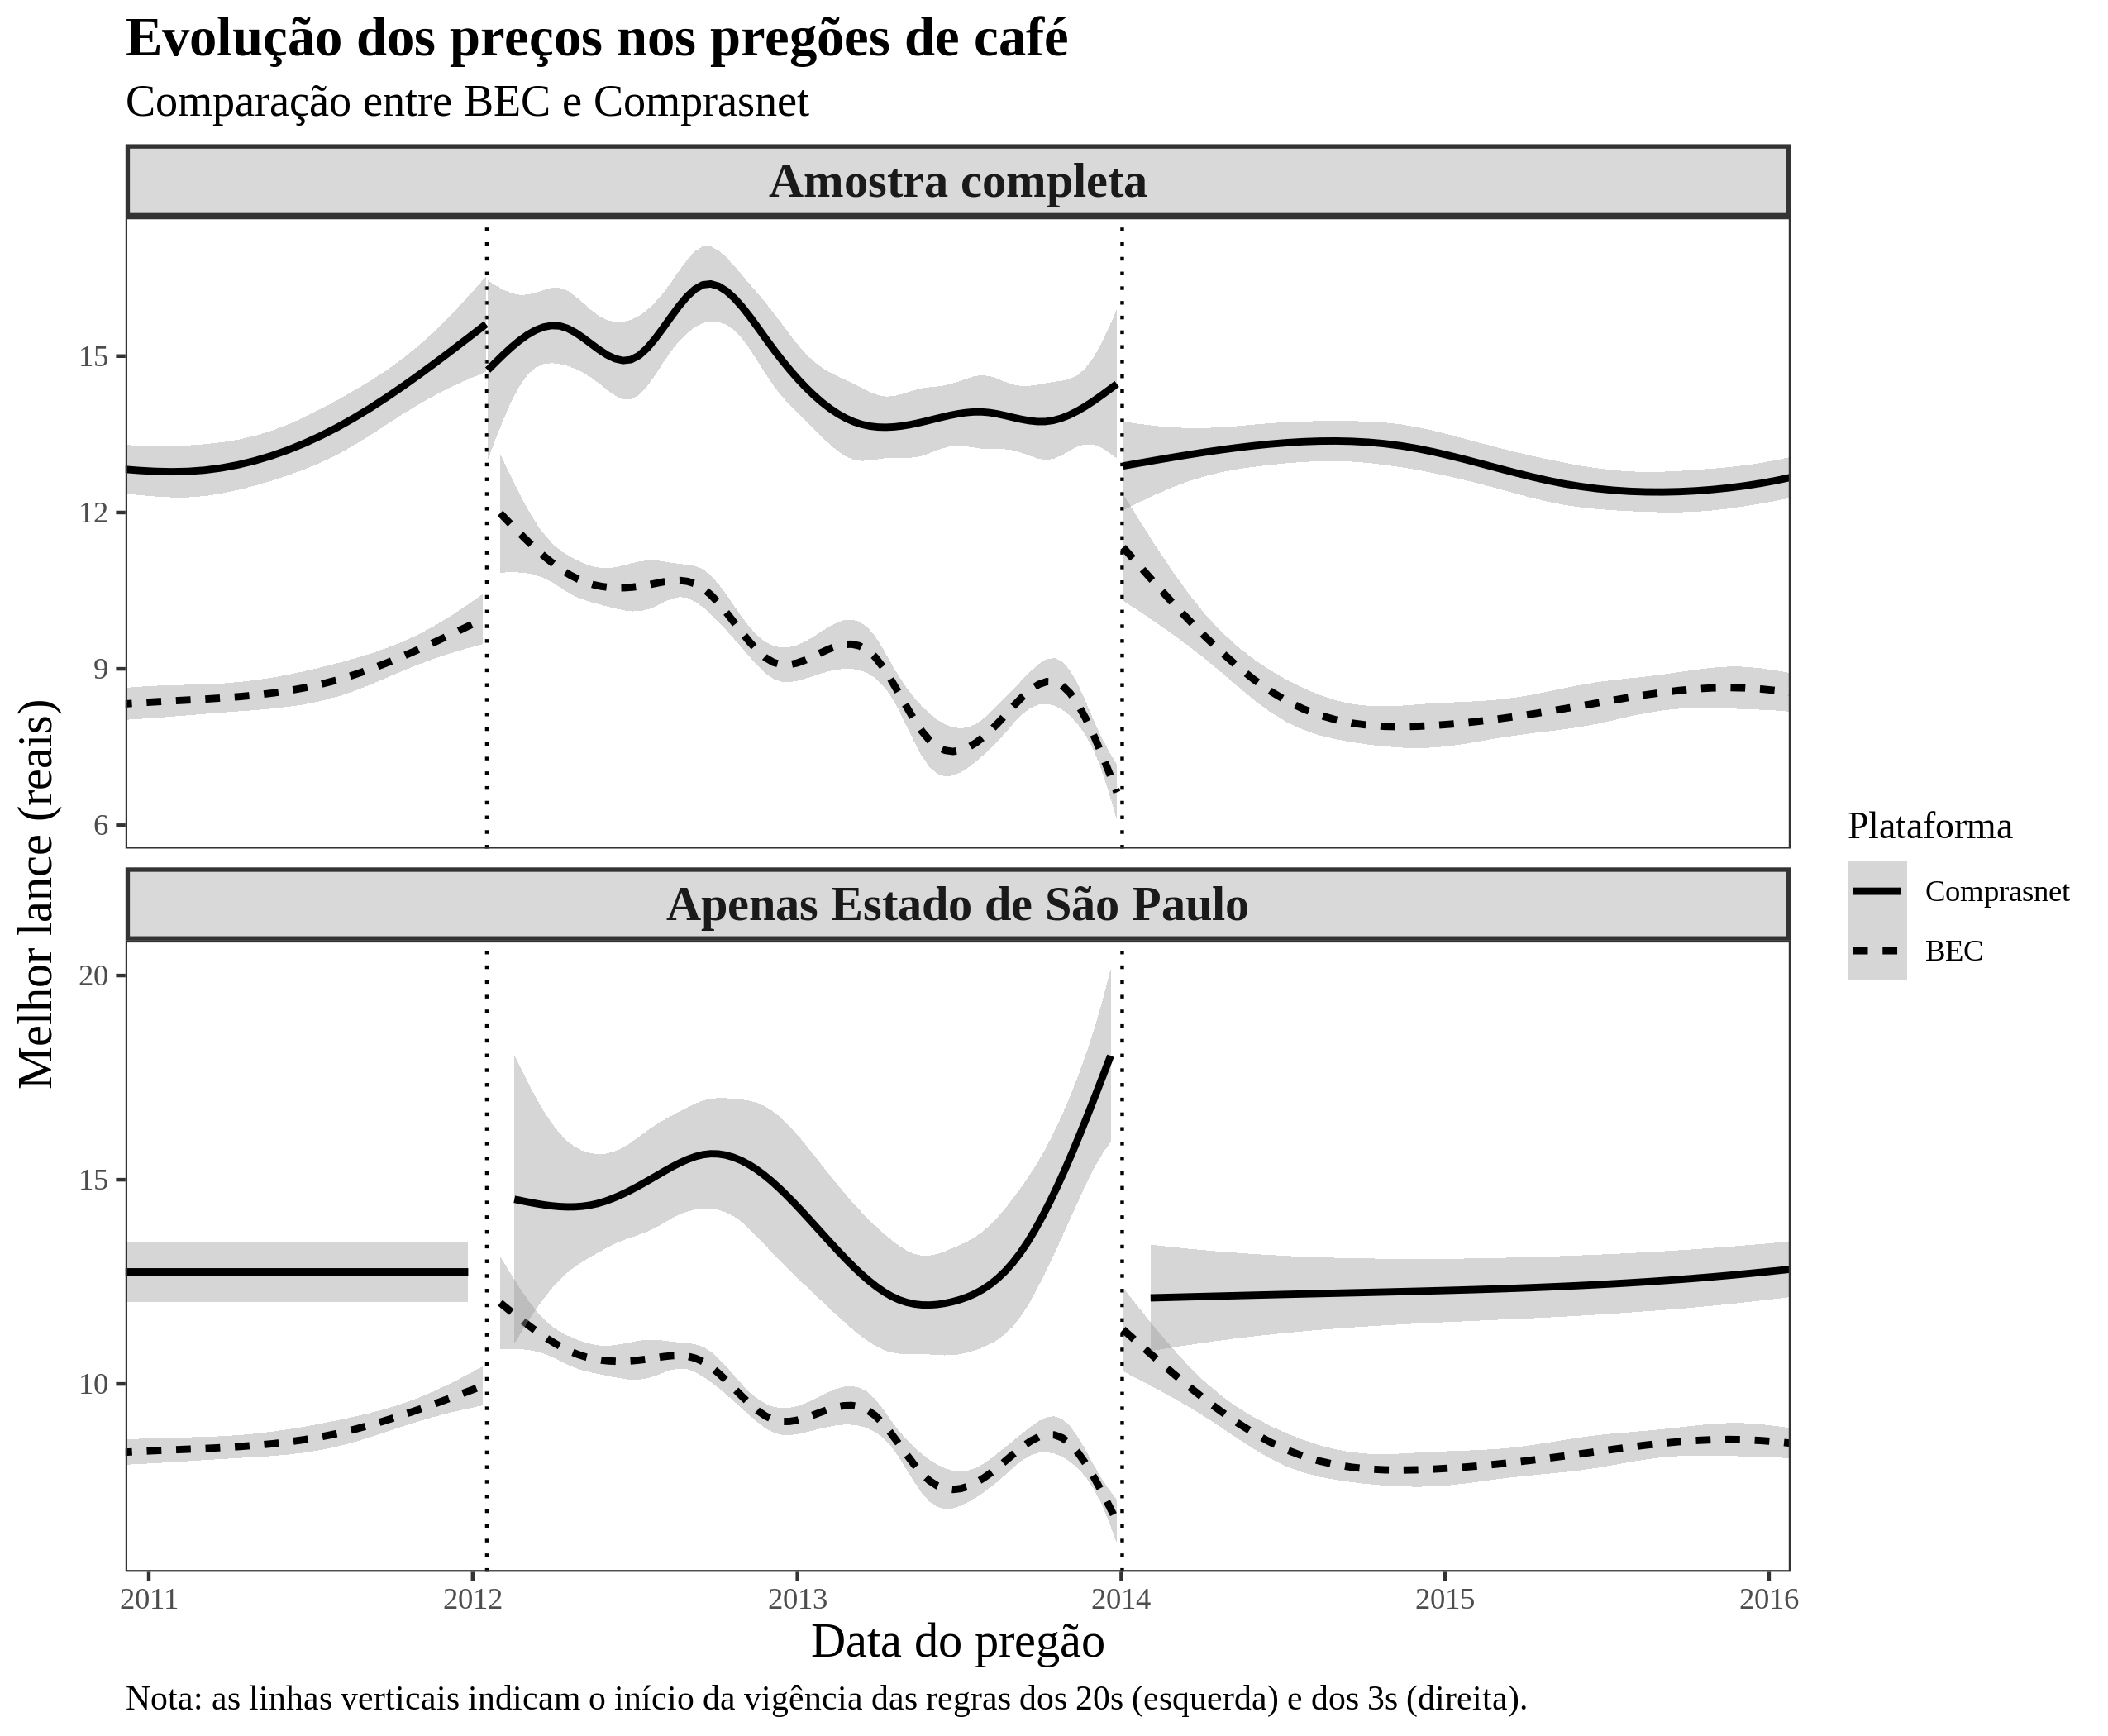 Evolução dos preços nos pregões de café
Comparação entre BEC e Comprasnet
Amostra completa
15
12
9
6
Melhor lance (reais)
Apenas Estado de São Paulo
20
15
10
2011 2012 2013 2014 2015 2016
Data do pregão
Nota: as linhas verticais indicam o início da vigência das regras dos 20s (esquerda) e dos 3s (direita).
Plataforma
Comprasnet
BEC